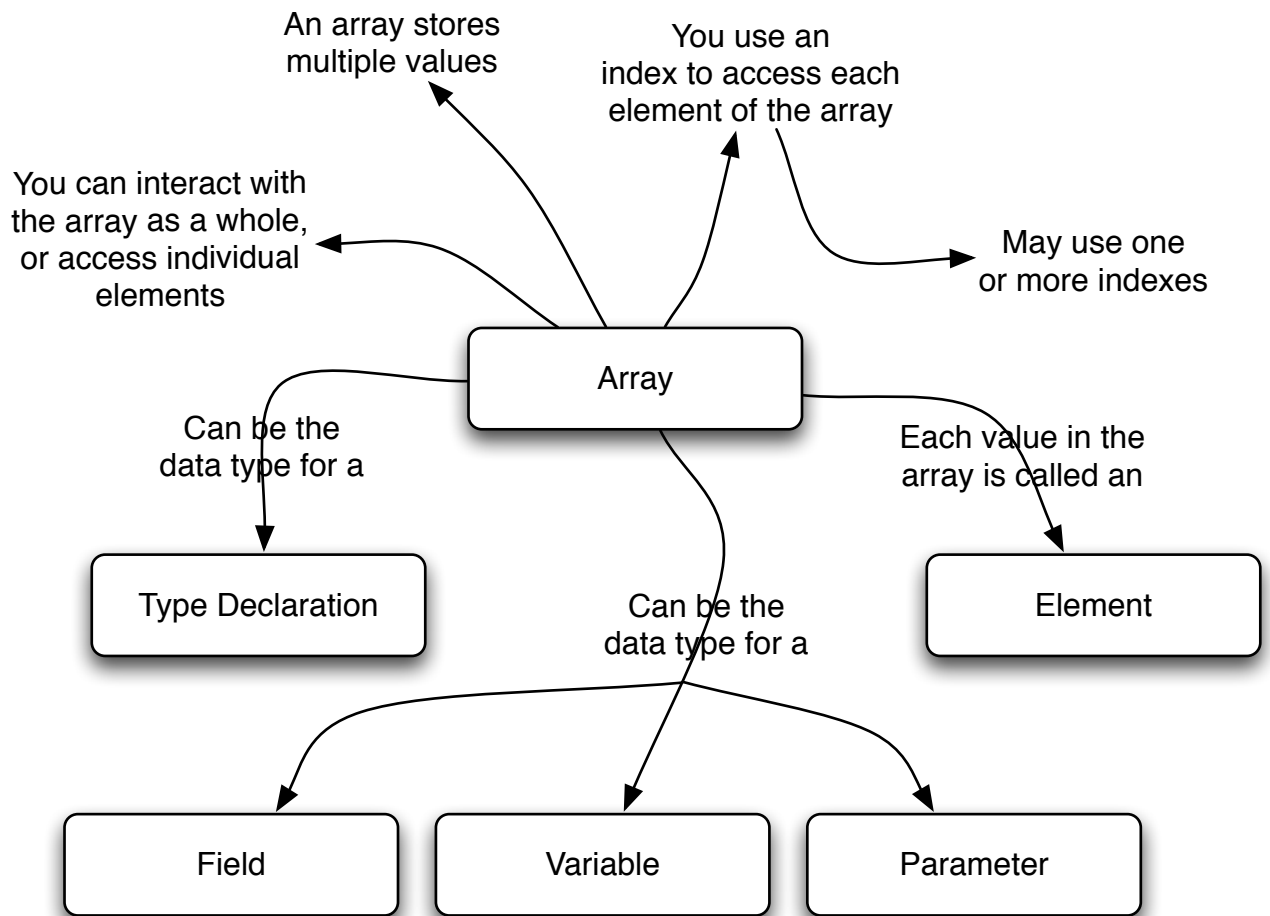 An array stores
multiple values
You use an
index to access each
element of the array
You can interact with
the array as a whole,
or access individual
elements
May use one
or more indexes
Array
Can be the
data type for a
Each value in the
array is called an
Type Declaration
Element
Can be the
data type for a
Field
Variable
Parameter